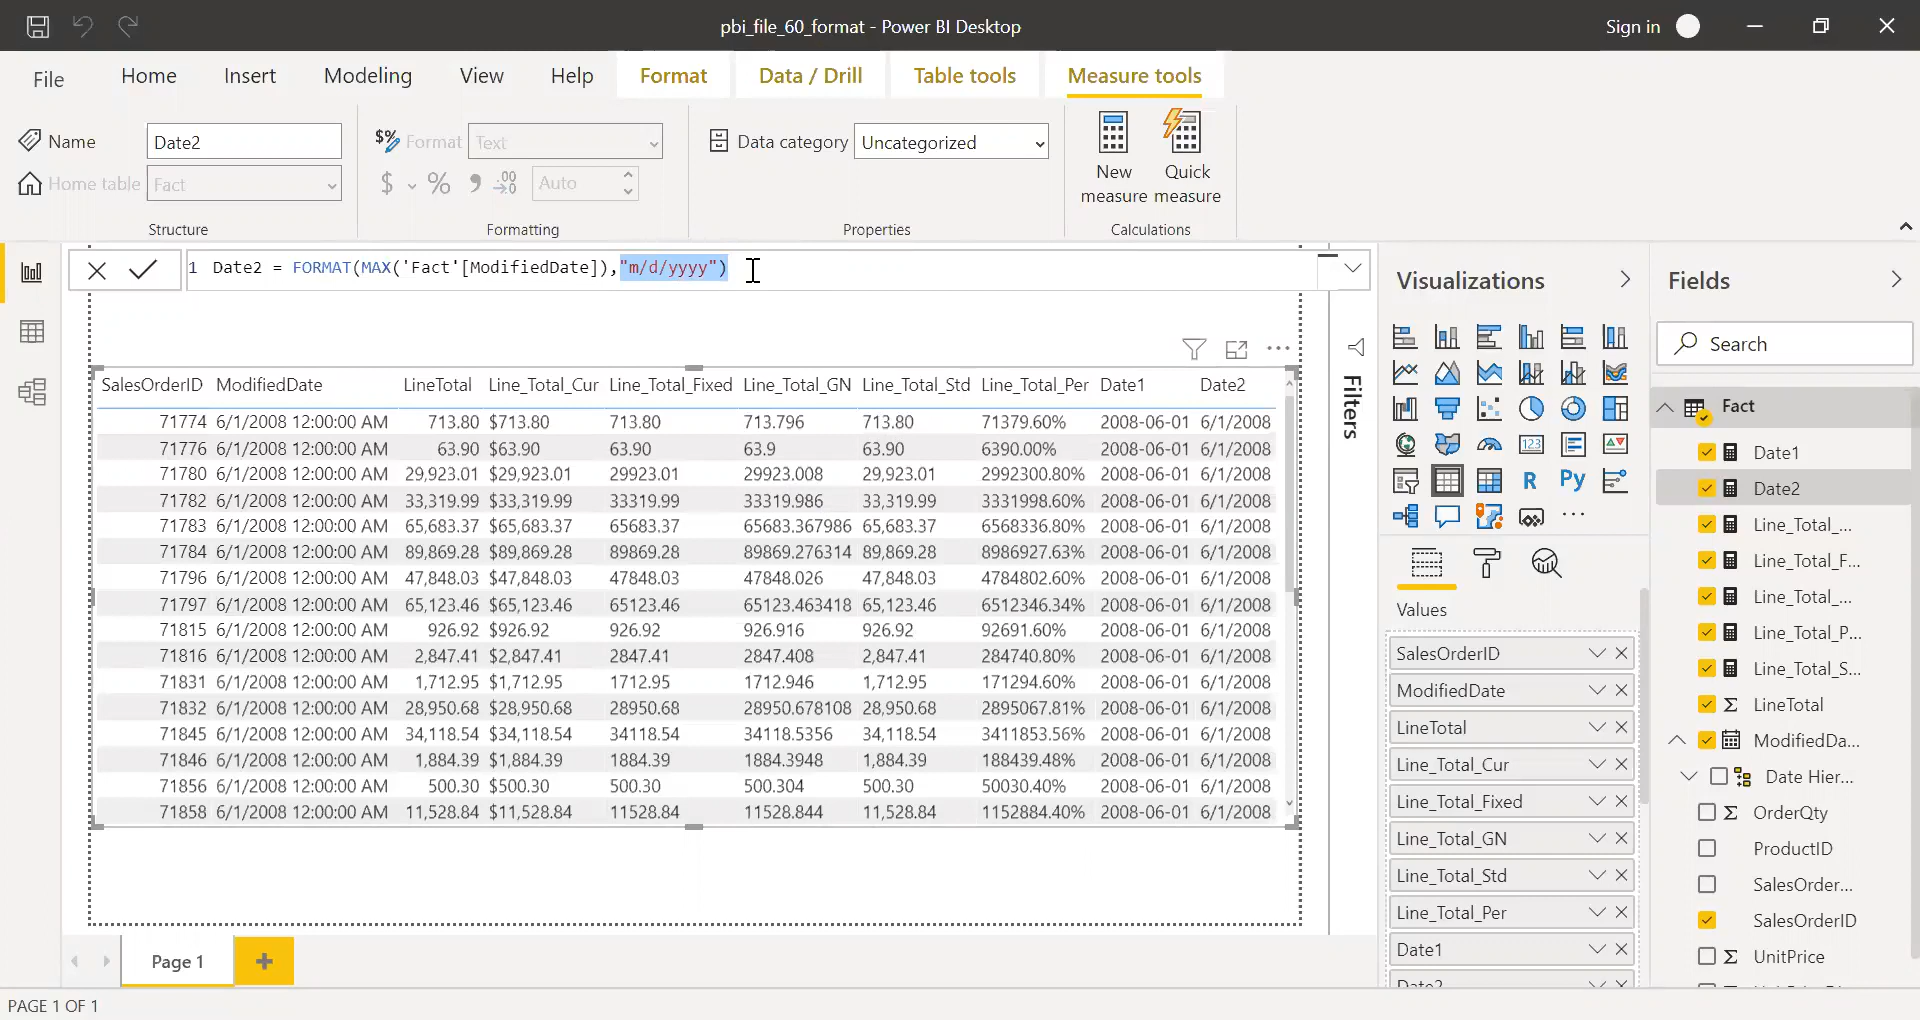 pbi_file_60_format - Power BI Desktop
Sign in
File Home Insert Modeling View Help Format Data / Drill Table tools Measure tools
Name Date2
Home table Fact
Structure
$% Format Text
$ % Auto
Formatting
Data category Uncategorized
Properties
New measure
Quick measure
Calculations
1 Date2 = FORMAT(MAX('Fact'[ModifiedDate]),"m/d/yyyy")
SalesOrderID ModifiedDate LineTotal Line_Total_Cur Line_Total_Fixed Line_Total_GN Line_Total_Std Line_Total_Per Date1 Date2
71774 6/1/2008 12:00:00 AM 713.80 $713.80 713.80 713.796 713.80 71379.60% 2008-06-01 6/1/2008
71776 6/1/2008 12:00:00 AM 63.90 $63.90 63.90 63.9 63.90 6390.00% 2008-06-01 6/1/2008
71780 6/1/2008 12:00:00 AM 29,923.01 $29,923.01 29923.01 29923.008 29,923.01 2992300.80% 2008-06-01 6/1/2008
71782 6/1/2008 12:00:00 AM 33,319.99 $33,319.99 33319.99 33319.986 33,319.99 3331998.60% 2008-06-01 6/1/2008
71783 6/1/2008 12:00:00 AM 65,683.37 $65,683.37 65683.37 65683.367986 65,683.37 6568336.80% 2008-06-01 6/1/2008
71784 6/1/2008 12:00:00 AM 89,869.28 $89,869.28 89869.28 89869.276314 89,869.28 8986927.63% 2008-06-01 6/1/2008
71796 6/1/2008 12:00:00 AM 47,848.03 $47,848.03 47848.03 47848.026 47,848.03 4784802.60% 2008-06-01 6/1/2008
71797 6/1/2008 12:00:00 AM 65,123.46 $65,123.46 65123.46 65123.463418 65,123.46 6512346.34% 2008-06-01 6/1/2008
71815 6/1/2008 12:00:00 AM 926.92 $926.92 926.92 926.916 926.92 92691.60% 2008-06-01 6/1/2008
71816 6/1/2008 12:00:00 AM 2,847.41 $2,847.41 2847.41 2847.408 2,847.41 284740.80% 2008-06-01 6/1/2008
71831 6/1/2008 12:00:00 AM 1,712.95 $1,712.95 1712.95 1712.946 1,712.95 171294.60% 2008-06-01 6/1/2008
71832 6/1/2008 12:00:00 AM 28,950.68 $28,950.68 28950.68 28950.678108 28,950.68 2895067.81% 2008-06-01 6/1/2008
71845 6/1/2008 12:00:00 AM 34,118.54 $34,118.54 34118.54 34118.5356 34,118.54 3411853.56% 2008-06-01 6/1/2008
71846 6/1/2008 12:00:00 AM 1,884.39 $1,884.39 1884.39 1884.3948 1,884.39 188439.48% 2008-06-01 6/1/2008
71856 6/1/2008 12:00:00 AM 500.30 $500.30 500.30 500.304 500.30 50030.40% 2008-06-01 6/1/2008
71858 6/1/2008 12:00:00 AM 11,528.84 $11,528.84 11528.84 11528.844 11,528.84 1152884.40% 2008-06-01 6/1/2008
Filters
Visualizations
123
R Py
Values
SalesOrderID
ModifiedDate
LineTotal
Line_Total_Cur
Line_Total_Fixed
Line_Total_GN
Line_Total_Std
Line_Total_Per
Date1
Date2
Fields
Search
Fact
Date1
Date2
Line_Total_...
Line_Total_F...
Line_Total_...
Line_Total_P...
Line_Total_S...
LineTotal
ModifiedDa...
Date Hier...
OrderQty
ProductID
SalesOrder...
SalesOrderID
UnitPrice
Page 1
PAGE 1 OF 1